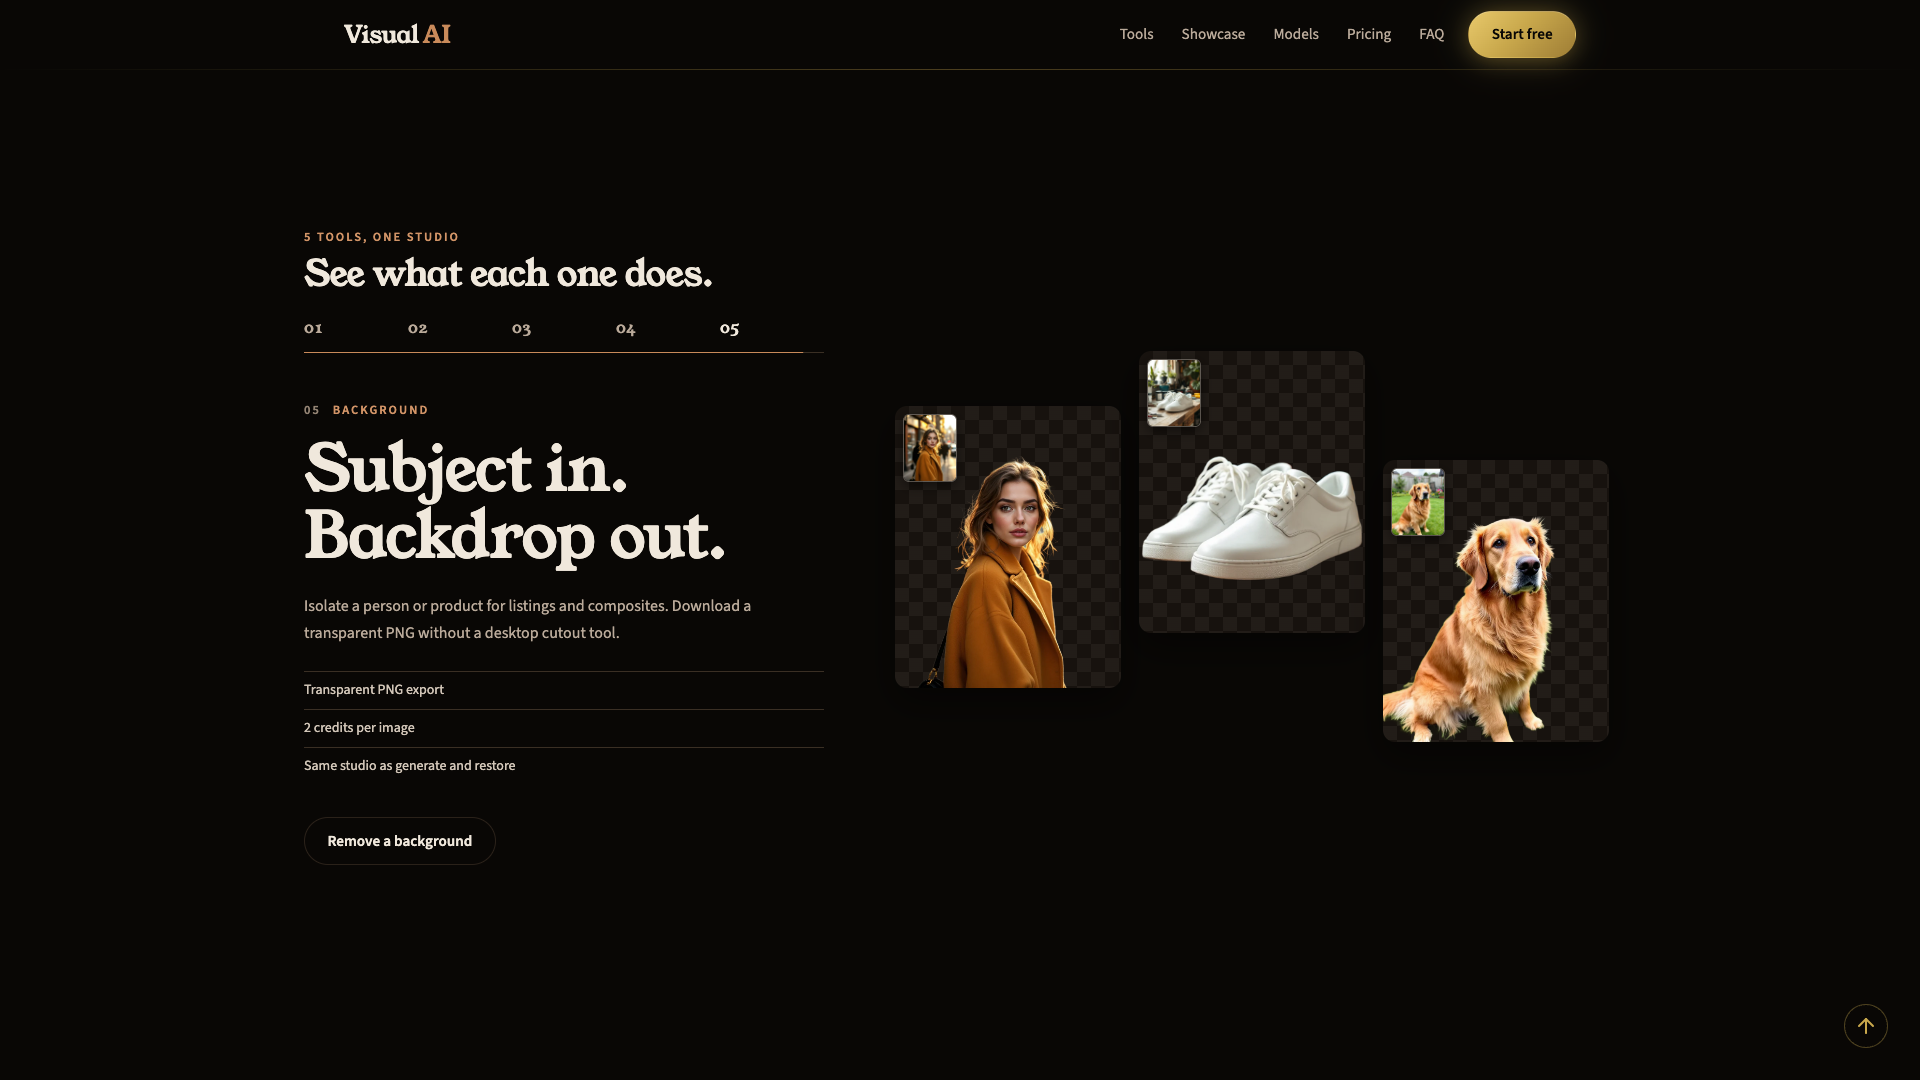 Visual AI
Tools
Showcase
Models
Pricing
FAQ
Start free
5 TOOLS, ONE STUDIO
See what each one does.
01 02 03 04 05
05 BACKGROUND
Subject in.
Backdrop out.
Isolate a person or product for listings and composites. Download a
transparent PNG without a desktop cutout tool.
Transparent PNG export
2 credits per image
Same studio as generate and restore
Remove a background